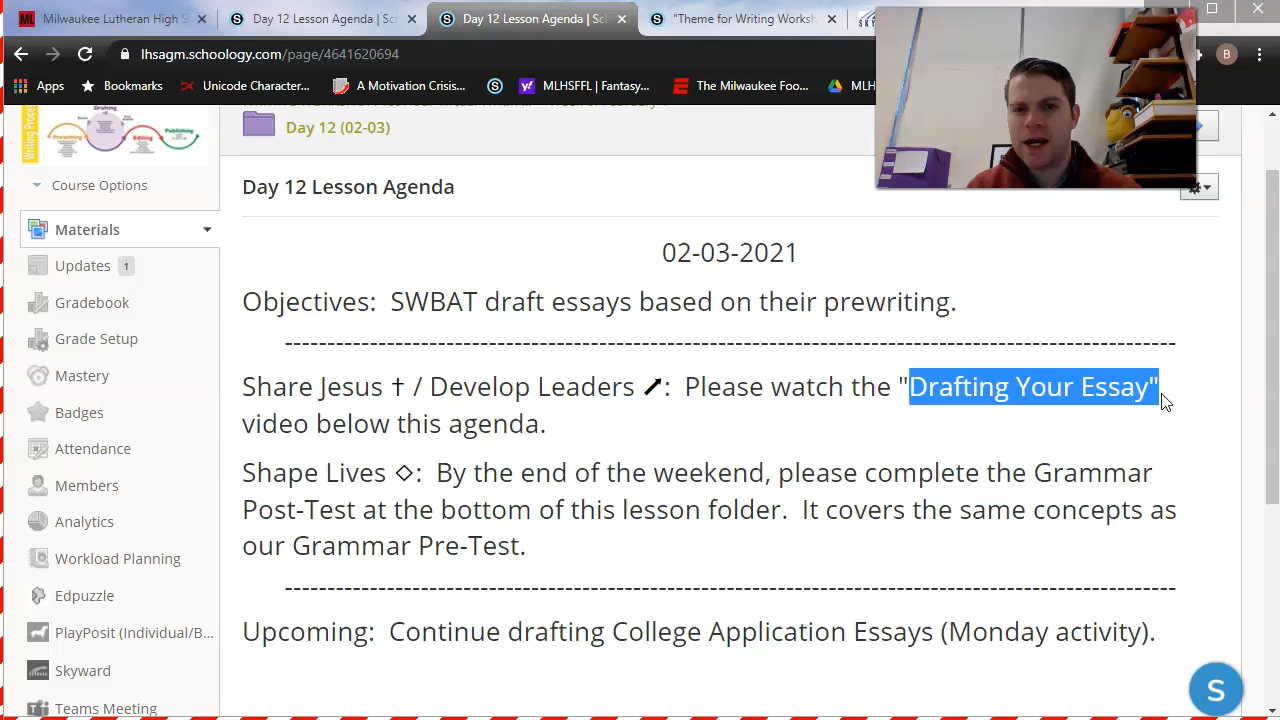 Milwaukee Lutheran High S
Day 12 Lesson Agenda | Sc
Day 12 Lesson Agenda | Sc
"Theme for Writing Worksh
lhsagm.schoology.com/page/4641620694
B
Apps
Bookmarks
Unicode Character...
A Motivation Crisis...
MLHSFFL | Fantasy...
The Milwaukee Foo...
MLH
Writing Process
Drafting
Prewriting
Editing
Publishing
Day 12 (02-03)
Course Options
Day 12 Lesson Agenda
Materials
Updates 1
Gradebook
Grade Setup
Mastery
Badges
Attendance
Members
Analytics
Workload Planning
Edpuzzle
PlayPosit (Individual/B...
Skyward
Teams Meeting
02-03-2021
Objectives: SWBAT draft essays based on their prewriting.
Share Jesus † / Develop Leaders ⬈: Please watch the "Drafting Your Essay"
video below this agenda.
Shape Lives ◇: By the end of the weekend, please complete the Grammar
Post-Test at the bottom of this lesson folder. It covers the same concepts as
our Grammar Pre-Test.
Upcoming: Continue drafting College Application Essays (Monday activity).
S